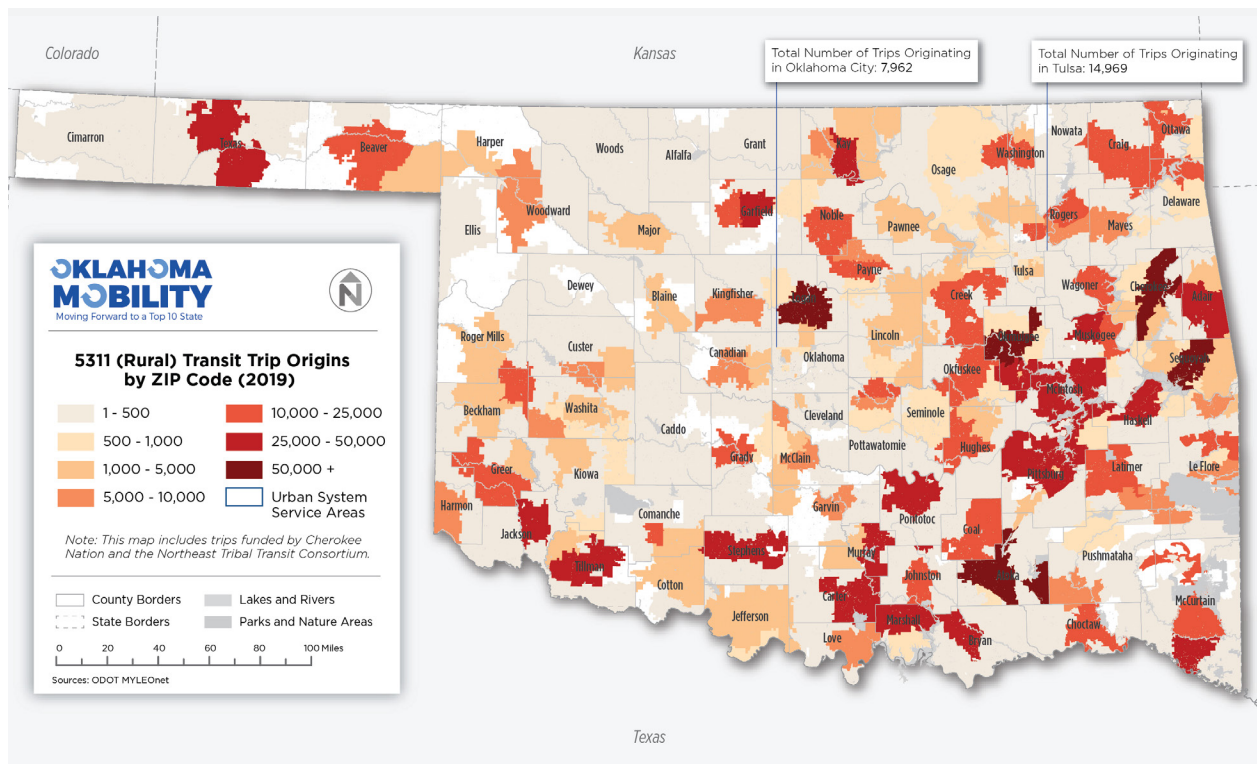 Colorado
Kansas
Total Number of Trips Originating
in Oklahoma City: 7,962
Total Number of Trips Originating
in Tulsa: 14,969
Cimarron
Texas
Beaver
Harper
Woods
Alfalfa
Grant
Kay
Osage
Washington
Nowata
Craig
Ottawa
Ellis
Woodward
Major
Garfield
Noble
Pawnee
Rogers
Mayes
Delaware
Dewey
Blaine
Kingfisher
Logan
Payne
Creek
Tulsa
Wagoner
Cherokee
Adair
Roger Mills
Custer
Canadian
Oklahoma
Lincoln
Okfuskee
Okmulgee
Muskogee
Sequoyah
Beckham
Washita
Caddo
Cleveland
Pottawatomie
Seminole
McIntosh
Haskell
Greer
Kiowa
Grady
McClain
Hughes
Pittsburg
Latimer
Le Flore
Harmon
Jackson
Comanche
Garvin
Pontotoc
Coal
Tillman
Cotton
Stephens
Murray
Johnston
Atoka
Pushmataha
McCurtain
Jefferson
Carter
Love
Marshall
Bryan
Choctaw
Texas
OKLAHOMA
MOBILITY
Moving Forward to a Top 10 State
N
5311 (Rural) Transit Trip Origins
by ZIP Code (2019)
1 - 500
500 - 1,000
1,000 - 5,000
5,000 - 10,000
10,000 - 25,000
25,000 - 50,000
50,000 +
Urban System
Service Areas
Note: This map includes trips funded by Cherokee
Nation and the Northeast Tribal Transit Consortium.
County Borders
State Borders
Lakes and Rivers
Parks and Nature Areas
0 20 40 60 80 100 Miles
Sources: ODOT MYLEOnet